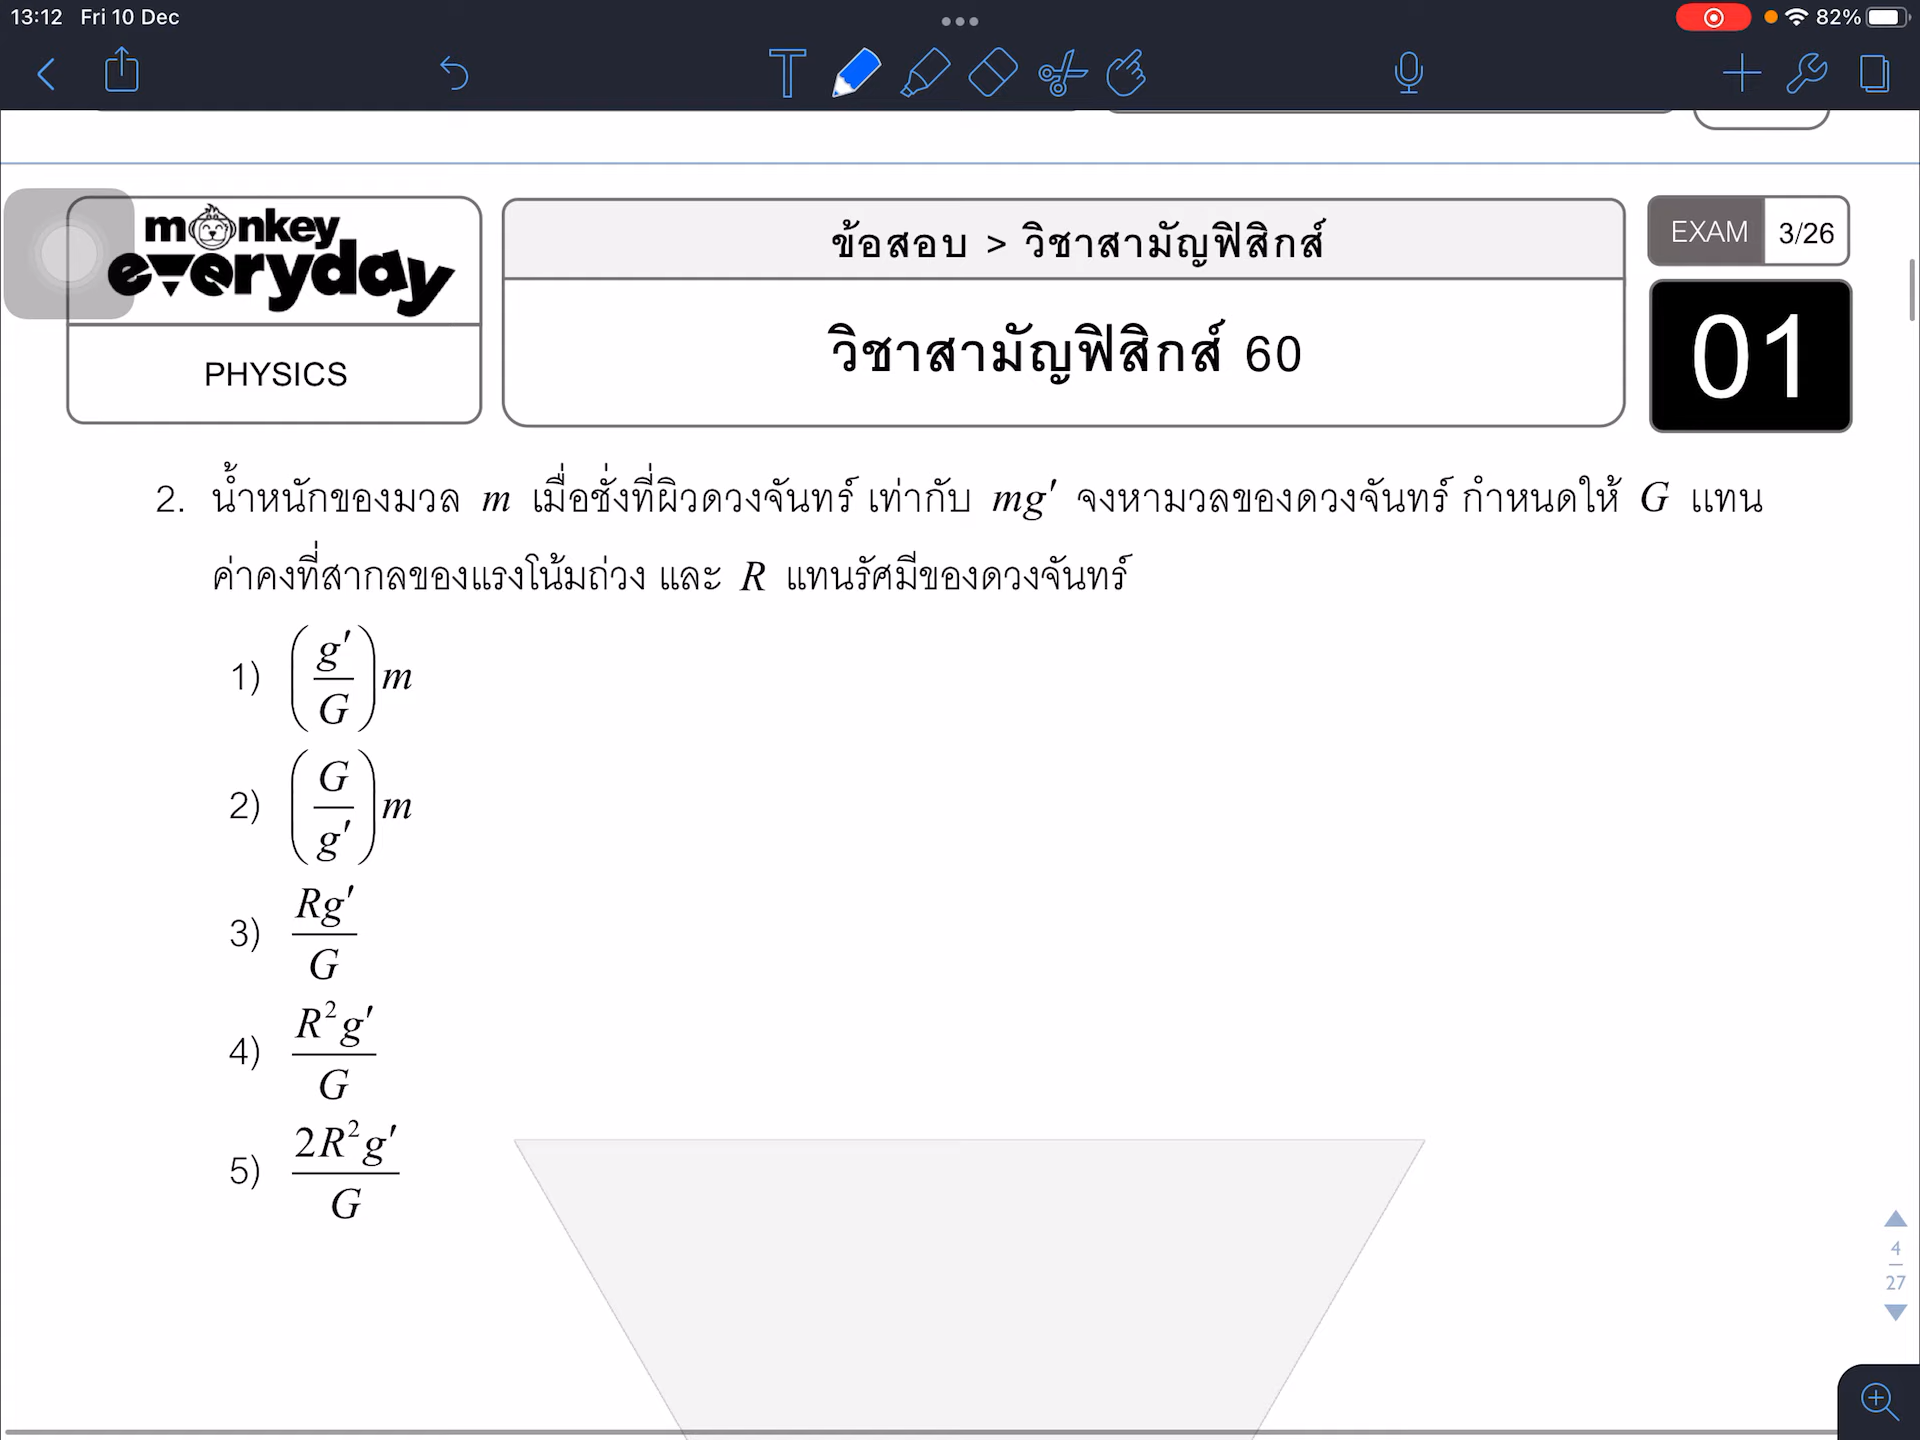 13:12 Fri 10 Dec
82%
monkey everyday
PHYSICS
ข้อสอบ > วิชาสามัญฟิสิกส์
วิชาสามัญฟิสิกส์ 60
EXAM 3/26
01
2. น้ำหนักของมวล m เมื่อชั่งที่ผิวดวงจันทร์ เท่ากับ mg′ จงหามวลของดวงจันทร์ กำหนดให้ G แทน
ค่าคงที่สากลของแรงโน้มถ่วง และ R แทนรัศมีของดวงจันทร์
1) (g′/G)m
2) (G/g′)m
3) Rg′/G
4) R²g′/G
5) 2R²g′/G
4
27